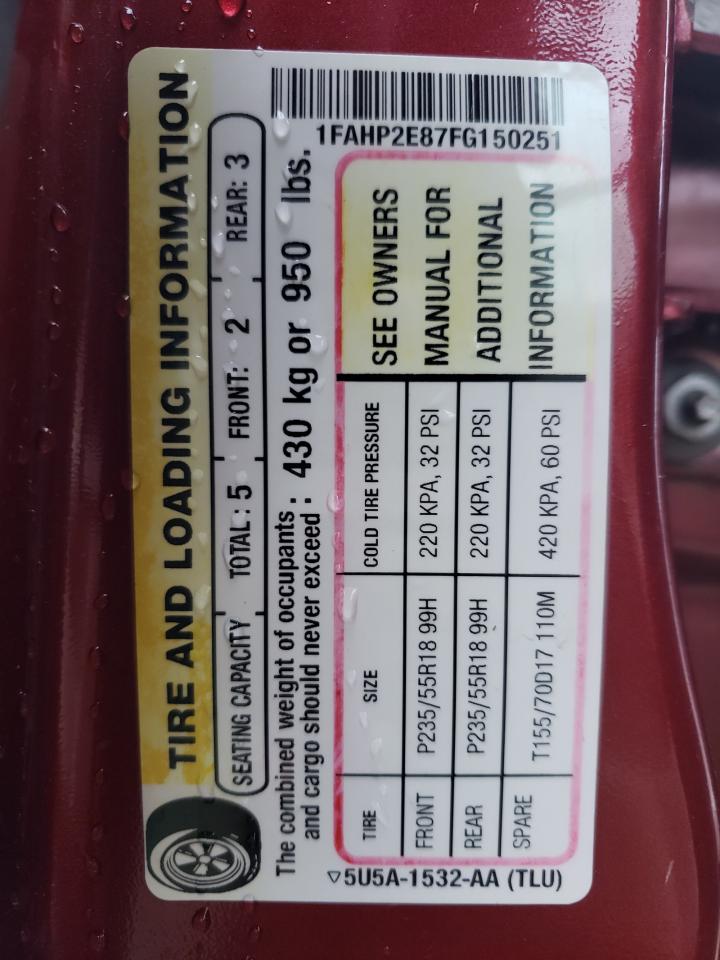 TIRE AND LOADING INFORMATION
SEATING CAPACITY TOTAL: 5 FRONT: 2 REAR: 3
The combined weight of occupants
and cargo should never exceed : 430 kg or 950 lbs.
TIRE SIZE COLD TIRE PRESSURE
FRONT P235/55R18 99H 220 KPA, 32 PSI
REAR P235/55R18 99H 220 KPA, 32 PSI
SPARE T155/70D17 110M 420 KPA, 60 PSI
SEE OWNERS
MANUAL FOR
ADDITIONAL
INFORMATION
5U5A-1532-AA (TLU)
1FAHP2E87FG150251